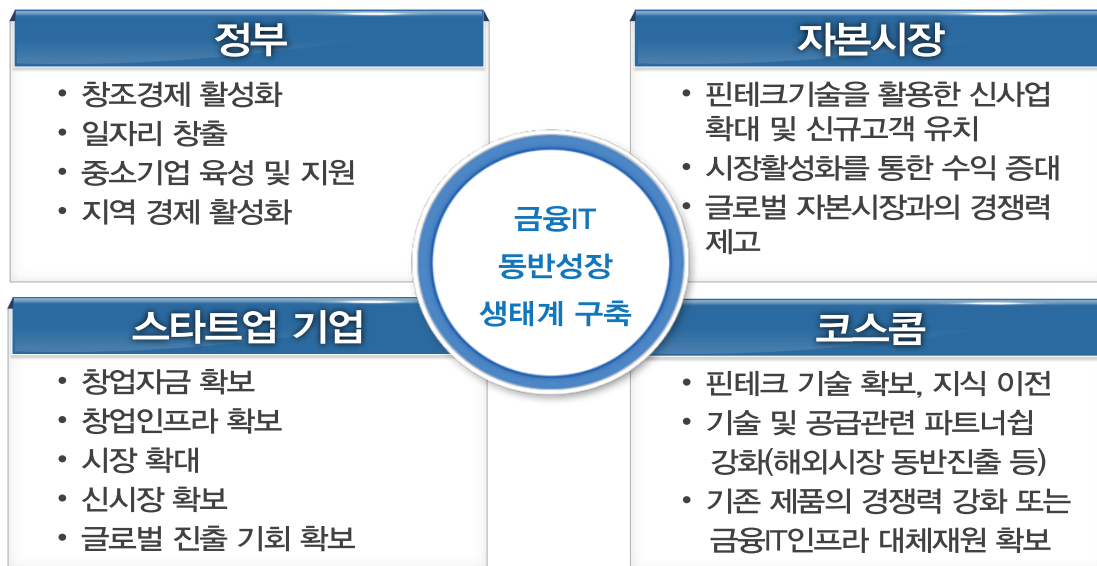 정부
• 창조경제 활성화
• 일자리 창출
• 중소기업 육성 및 지원
• 지역 경제 활성화
자본시장
• 핀테크기술을 활용한 신사업
확대 및 신규고객 유치
• 시장활성화를 통한 수익 증대
• 글로벌 자본시장과의 경쟁력
제고
금융IT
동반성장
생태계 구축
스타트업 기업
• 창업자금 확보
• 창업인프라 확보
• 시장 확대
• 신시장 확보
• 글로벌 진출 기회 확보
코스콤
• 핀테크 기술 확보, 지식 이전
• 기술 및 공급관련 파트너쉽
강화(해외시장 동반진출 등)
• 기존 제품의 경쟁력 강화 또는
금융IT인프라 대체재원 확보